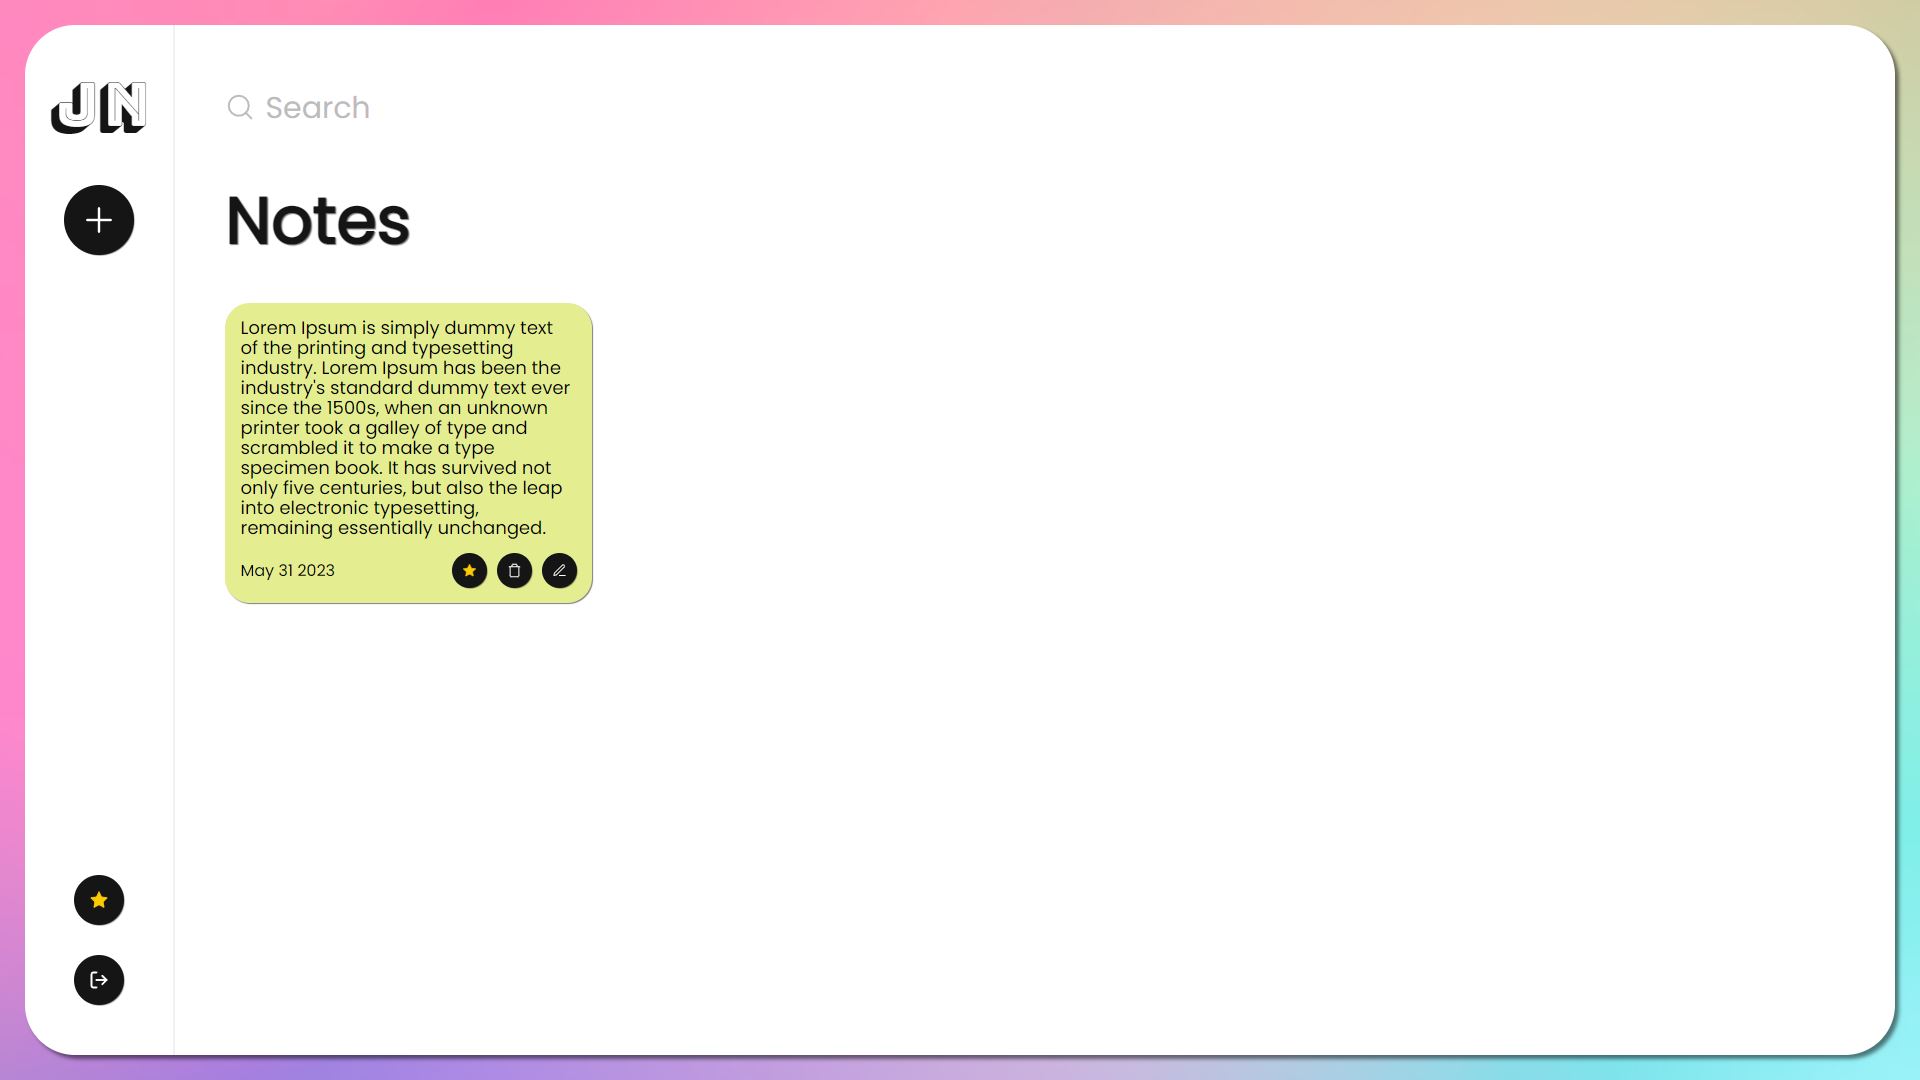 JN
Search
Notes
Lorem Ipsum is simply dummy text
of the printing and typesetting
industry. Lorem Ipsum has been the
industry's standard dummy text ever
since the 1500s, when an unknown
printer took a galley of type and
scrambled it to make a type
specimen book. It has survived not
only five centuries, but also the leap
into electronic typesetting,
remaining essentially unchanged.
May 31 2023